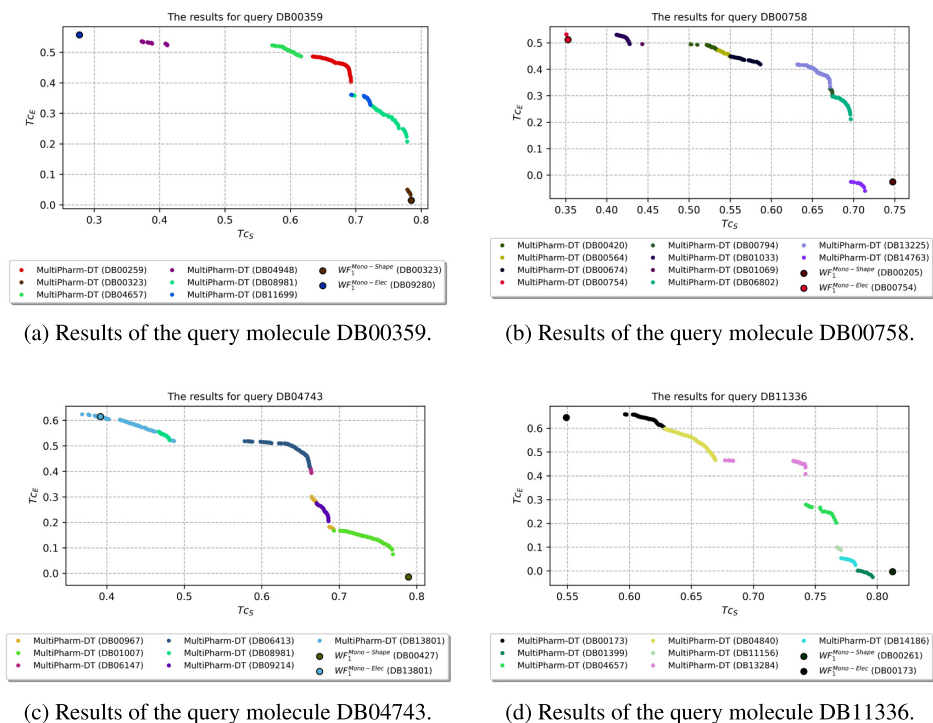 The results for query DB00359
0.5
0.4
0.3
0.2
0.1
0.0
Tc_E
0.3 0.4 0.5 0.6 0.7 0.8
Tc_S
MultiPharm-DT (DB00259) MultiPharm-DT (DB04948) WF_1^{Mono-Shape} (DB00323)
MultiPharm-DT (DB00323) MultiPharm-DT (DB08981) WF_1^{Mono-Elec} (DB09280)
MultiPharm-DT (DB04657) MultiPharm-DT (DB11699)
(a) Results of the query molecule DB00359.
The results for query DB00758
0.5
0.4
0.3
0.2
0.1
0.0
Tc_E
0.35 0.40 0.45 0.50 0.55 0.60 0.65 0.70 0.75
Tc_S
MultiPharm-DT (DB00420) MultiPharm-DT (DB00794) MultiPharm-DT (DB13225)
MultiPharm-DT (DB00564) MultiPharm-DT (DB01033) MultiPharm-DT (DB14763)
MultiPharm-DT (DB00674) MultiPharm-DT (DB01069) WF_1^{Mono-Shape} (DB00205)
MultiPharm-DT (DB00754) MultiPharm-DT (DB06802) WF_1^{Mono-Elec} (DB00754)
(b) Results of the query molecule DB00758.
The results for query DB04743
0.6
0.5
0.4
0.3
0.2
0.1
0.0
Tc_E
0.4 0.5 0.6 0.7 0.8
Tc_S
MultiPharm-DT (DB00967) MultiPharm-DT (DB06413) MultiPharm-DT (DB13801)
MultiPharm-DT (DB01007) MultiPharm-DT (DB08981) WF_1^{Mono-Shape} (DB00427)
MultiPharm-DT (DB06147) MultiPharm-DT (DB09214) WF_1^{Mono-Elec} (DB13801)
(c) Results of the query molecule DB04743.
The results for query DB11336
0.6
0.5
0.4
0.3
0.2
0.1
0.0
Tc_E
0.55 0.60 0.65 0.70 0.75 0.80
Tc_S
MultiPharm-DT (DB00173) MultiPharm-DT (DB04840) MultiPharm-DT (DB14186)
MultiPharm-DT (DB01399) MultiPharm-DT (DB11156) WF_1^{Mono-Shape} (DB00261)
MultiPharm-DT (DB04657) MultiPharm-DT (DB13284) WF_1^{Mono-Elec} (DB00173)
(d) Results of the query molecule DB11336.